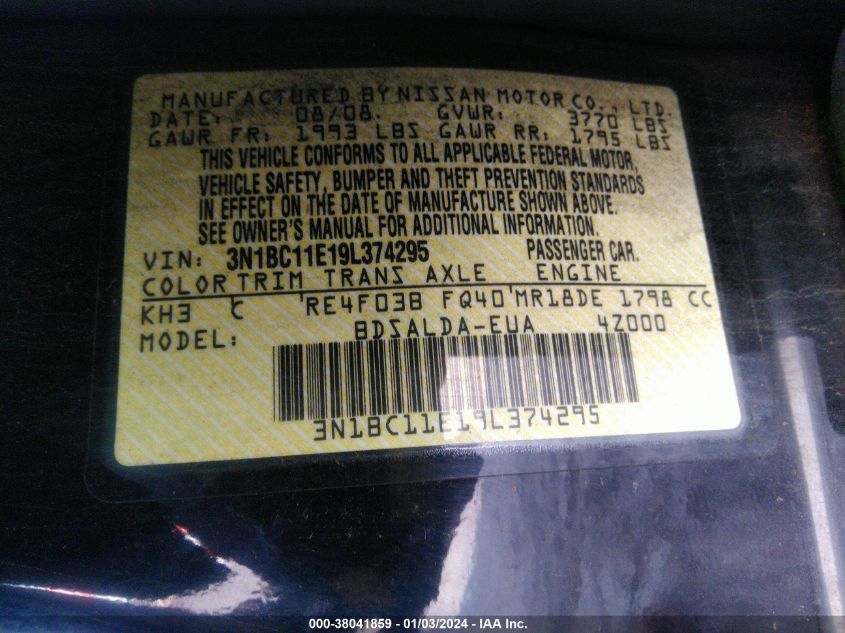 MANUFACTURED BY NISSAN MOTOR CO., LTD.
DATE: 08/08. GVWR: 3770 LBS
GAWR FR: 1993 LBS GAWR RR: 1795 LBS
THIS VEHICLE CONFORMS TO ALL APPLICABLE FEDERAL MOTOR,
VEHICLE SAFETY, BUMPER AND THEFT PREVENTION STANDARDS
IN EFFECT ON THE DATE OF MANUFACTURE SHOWN ABOVE.
SEE OWNER'S MANUAL FOR ADDITIONAL INFORMATION.
VIN: 3N1BC11E19L374295 PASSENGER CAR.
COLOR TRIM TRANS AXLE ENGINE
KH3 C RE4F03B FQ40 MR18DE 1798 CC
MODEL: BDSALDA-EUA 4Z000
3N1BC11E19L374295
000-38041859 - 01/03/2024 - IAA Inc.